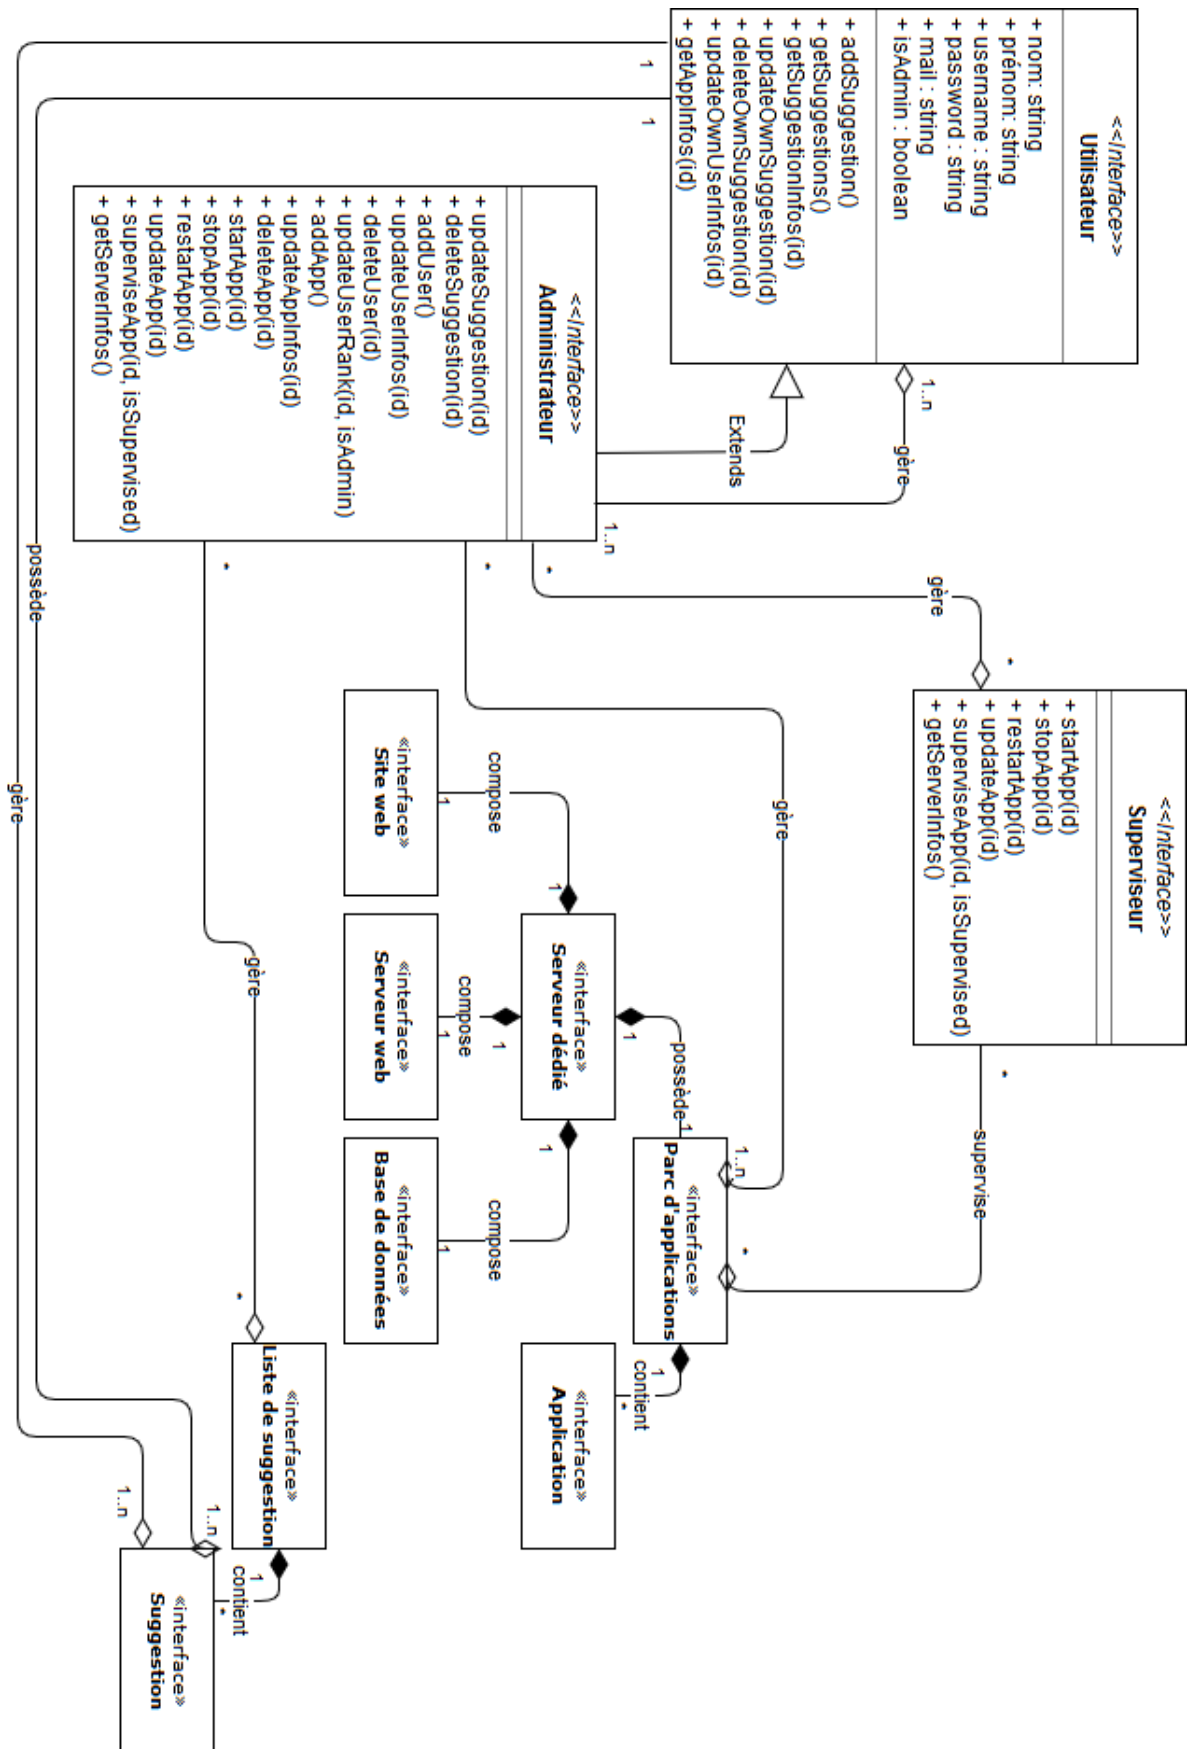 <<Interface>>
Utilisateur
+ nom: string
+ prénom: string
+ username : string
+ password : string
+ mail : string
+ isAdmin : boolean
+ addSuggestion()
+ getSuggestions()
+ getSuggestionInfos(id)
+ updateOwnSuggestion(id)
+ deleteOwnSuggestion(id)
+ updateOwnUserInfos(id)
+ getAppInfos(id)
1..n
gère
1..n
Extends
1
1
<<Interface>>
Administrateur
+ updateSuggestion(id)
+ deleteSuggestion(id)
+ addUser()
+ updateUserInfos(id)
+ deleteUser(id)
+ updateUserRank(id, isAdmin)
+ addApp()
+ updateAppInfos(id)
+ deleteApp(id)
+ startApp(id)
+ stopApp(id)
+ restartApp(id)
+ updateApp(id)
+ superviseApp(id, isSupervised)
+ getServerInfos()
*
gère
*
<<Interface>>
Superviseur
+ startApp(id)
+ stopApp(id)
+ restartApp(id)
+ updateApp(id)
+ superviseApp(id, isSupervised)
+ getServerInfos()
*
supervise
*
*
gère
1..n
«interface»
Parc d'applications
1
possède
1
«interface»
Serveur dédié
1
compose
1
«interface»
Site web
1
compose
1
«interface»
Serveur web
1
compose
1
«interface»
Base de données
1
contient
*
«interface»
Application
*
gère
*
«interface»
Liste de suggestion
1
contient
*
«interface»
Suggestion
possède
1..n
gère
1..n